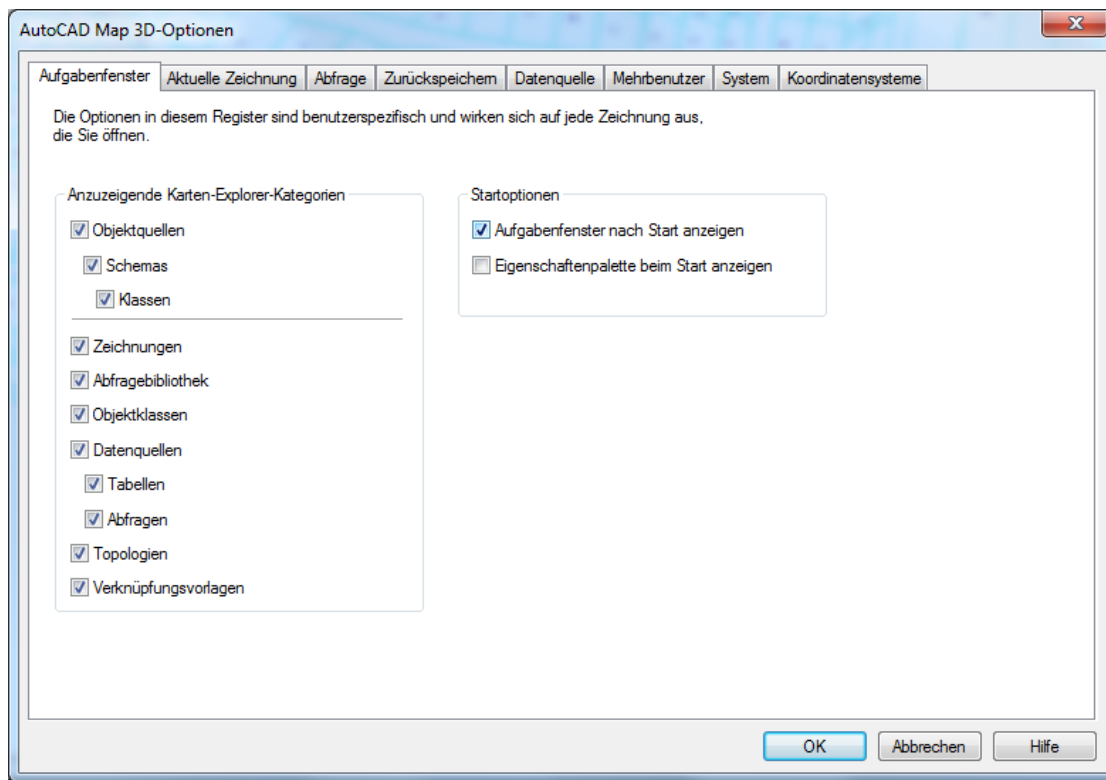 AutoCAD Map 3D-Optionen
Aufgabenfenster Aktuelle Zeichnung Abfrage Zurückspeichern Datenquelle Mehrbenutzer System Koordinatensysteme
Die Optionen in diesem Register sind benutzerspezifisch und wirken sich auf jede Zeichnung aus,
die Sie öffnen.
Anzuzeigende Karten-Explorer-Kategorien
Objektquellen
Schemas
Klassen
Zeichnungen
Abfragebibliothek
Objektklassen
Datenquellen
Tabellen
Abfragen
Topologien
Verknüpfungsvorlagen
Startoptionen
Aufgabenfenster nach Start anzeigen
Eigenschaftenpalette beim Start anzeigen
OK Abbrechen Hilfe